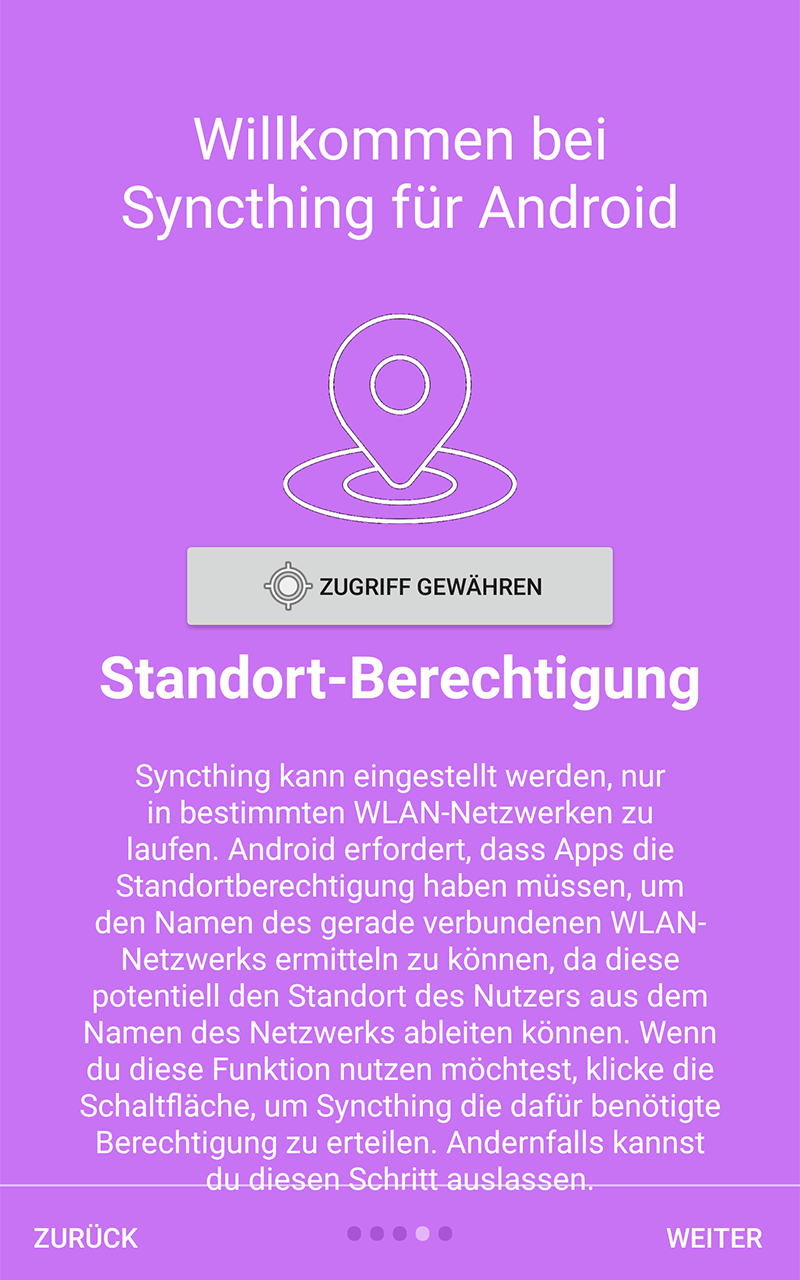 Willkommen bei
Syncthing für Android
ZUGRIFF GEWÄHREN
Standort-Berechtigung
Syncthing kann eingestellt werden, nur
in bestimmten WLAN-Netzwerken zu
laufen. Android erfordert, dass Apps die
Standortberechtigung haben müssen, um
den Namen des gerade verbundenen WLAN-
Netzwerks ermitteln zu können, da diese
potentiell den Standort des Nutzers aus dem
Namen des Netzwerks ableiten können. Wenn
du diese Funktion nutzen möchtest, klicke die
Schaltfläche, um Syncthing die dafür benötigte
Berechtigung zu erteilen. Andernfalls kannst
du diesen Schritt auslassen.
ZURÜCK
WEITER